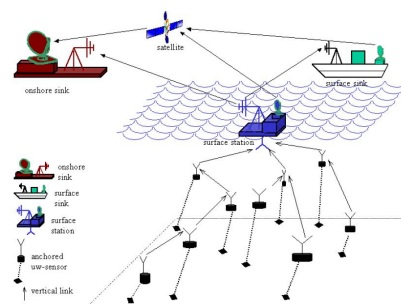 satellite
onshore sink
surface sink
surface station
onshore
sink
surface
sink
surface
station
anchored
uw-sensor
vertical link